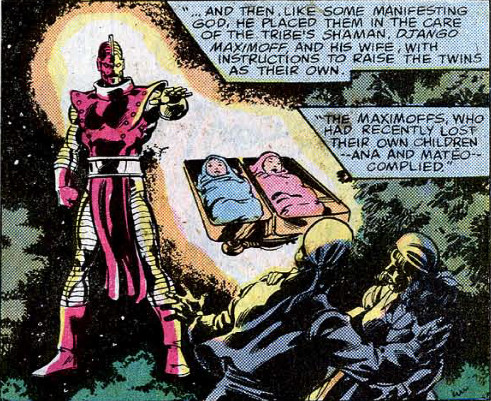 "... AND THEN, LIKE SOME MANIFESTING
GOD, HE PLACED THEM IN THE CARE
OF THE TRIBE'S SHAMAN, DJANGO
MAXIMOFF, AND HIS WIFE, WITH
INSTRUCTIONS TO RAISE THE TWINS
AS THEIR OWN.
"THE MAXIMOFFS, WHO
HAD RECENTLY LOST
THEIR OWN CHILDREN
--ANA AND MATEO--
COMPLIED."